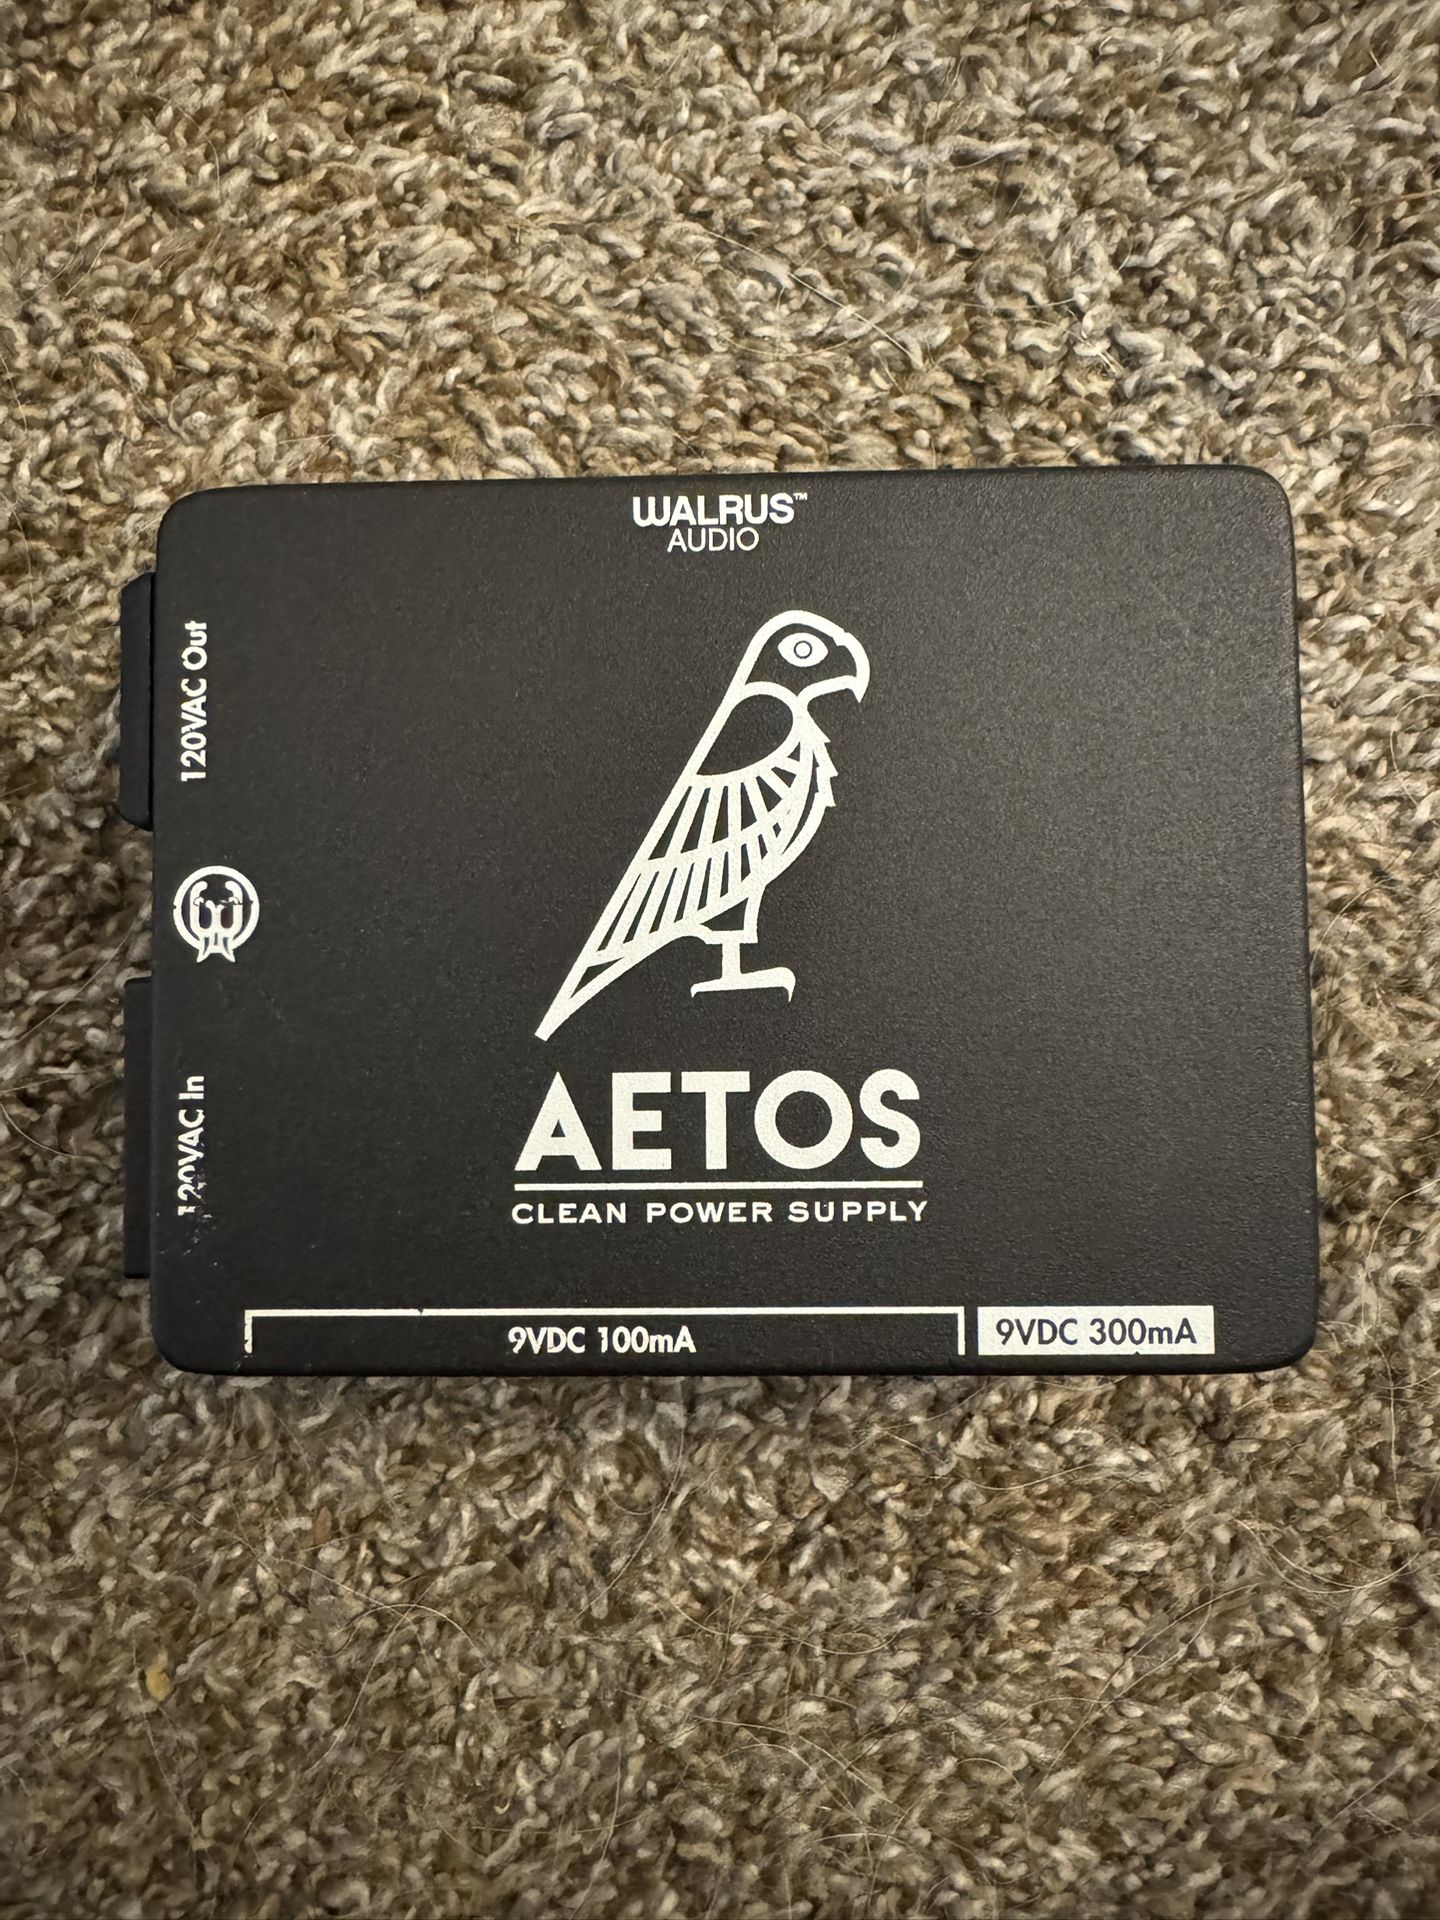 WALRUS™
AUDIO
120VAC Out
120VAC In
AETOS
CLEAN POWER SUPPLY
9VDC 100mA
9VDC 300mA